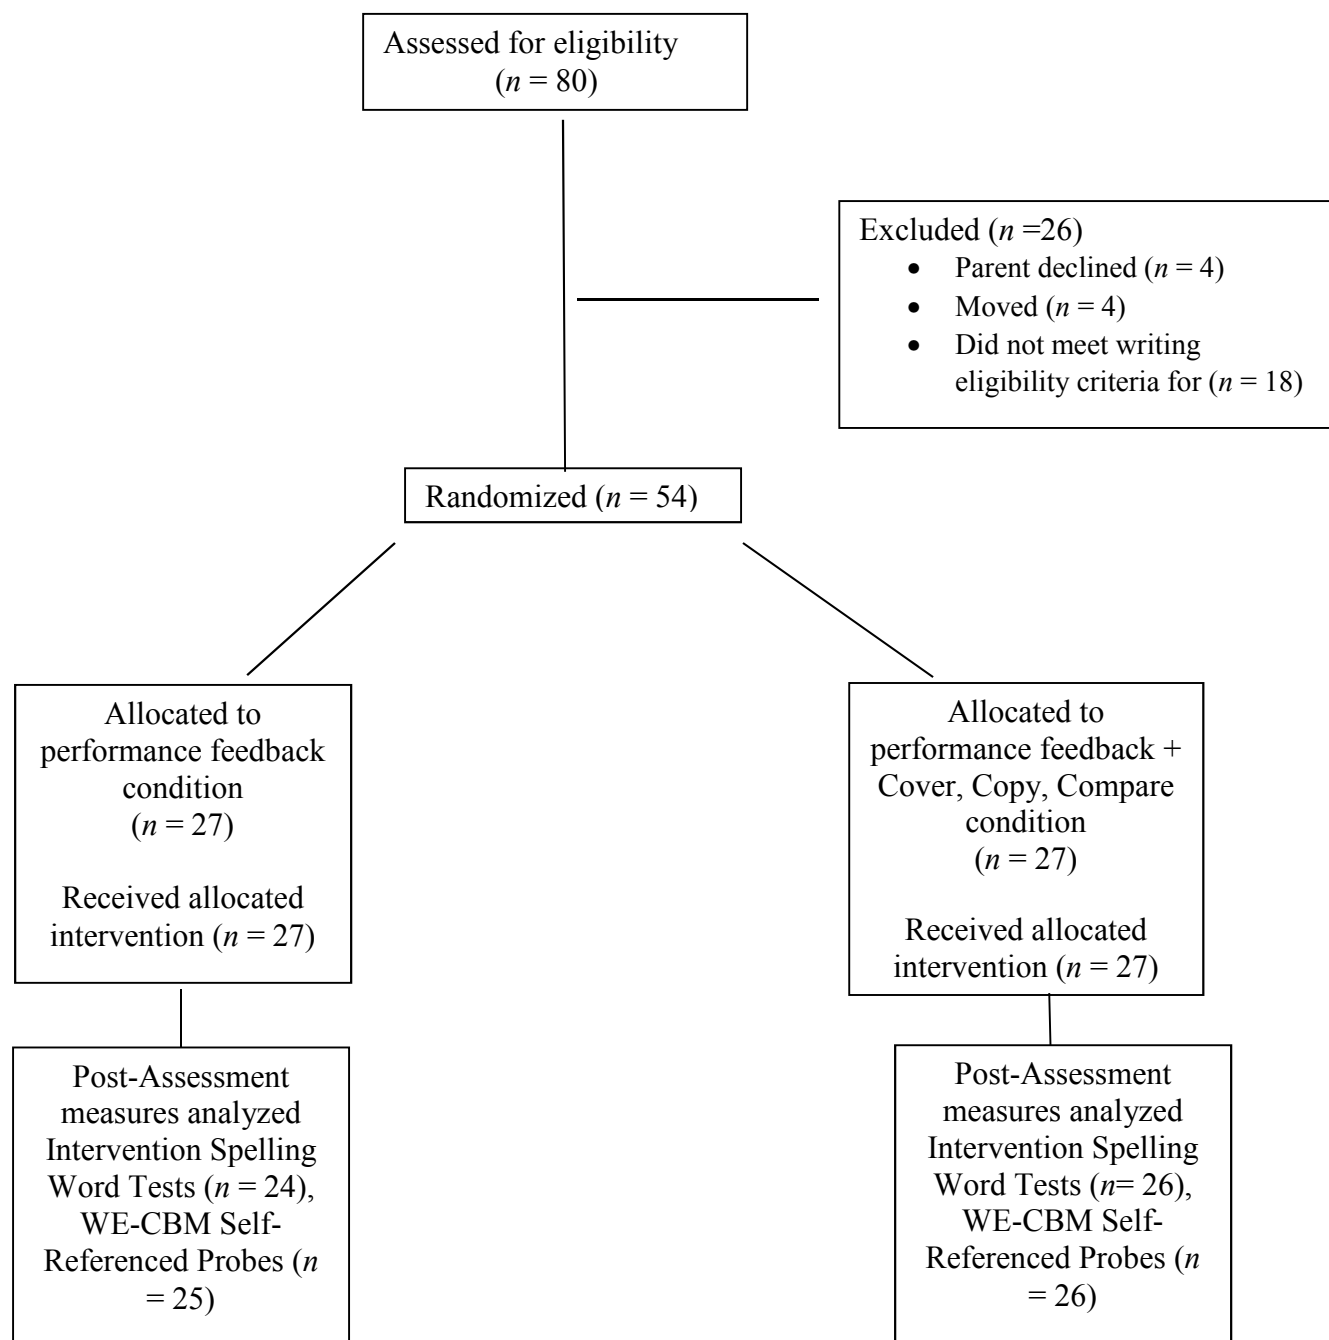 Assessed for eligibility
(n = 80)
Excluded (n =26)
• Parent declined (n = 4)
• Moved (n = 4)
• Did not meet writing
eligibility criteria for (n = 18)
Randomized (n = 54)
Allocated to
performance feedback
condition
(n = 27)
Received allocated
intervention (n = 27)
Allocated to
performance feedback +
Cover, Copy, Compare
condition
(n = 27)
Received allocated
intervention (n = 27)
Post-Assessment
measures analyzed
Intervention Spelling
Word Tests (n = 24),
WE-CBM Self-
Referenced Probes (n
= 25)
Post-Assessment
measures analyzed
Intervention Spelling
Word Tests (n= 26),
WE-CBM Self-
Referenced Probes (n
= 26)